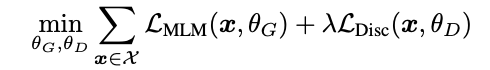 min_{θ_G, θ_D} ∑_{𝒙∈𝒳} ℒ_MLM(𝒙, θ_G) + λℒ_Disc(𝒙, θ_D)